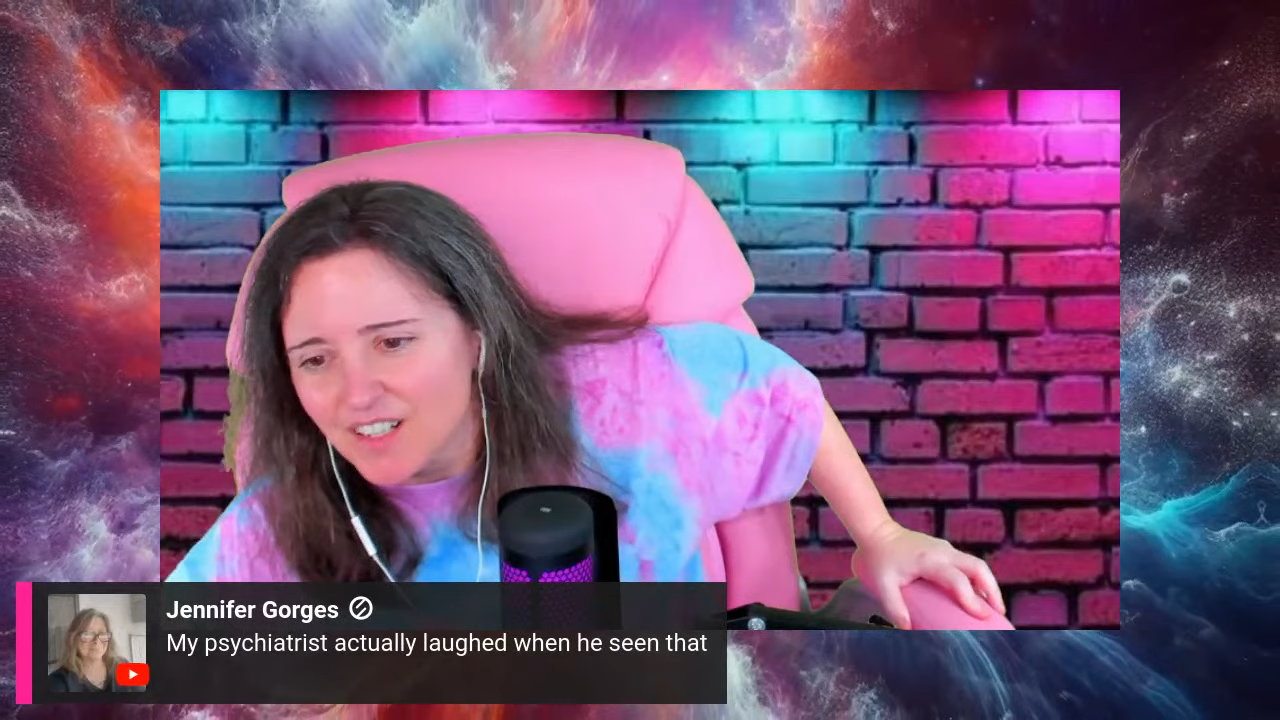 Jennifer Gorges
My psychiatrist actually laughed when he seen that